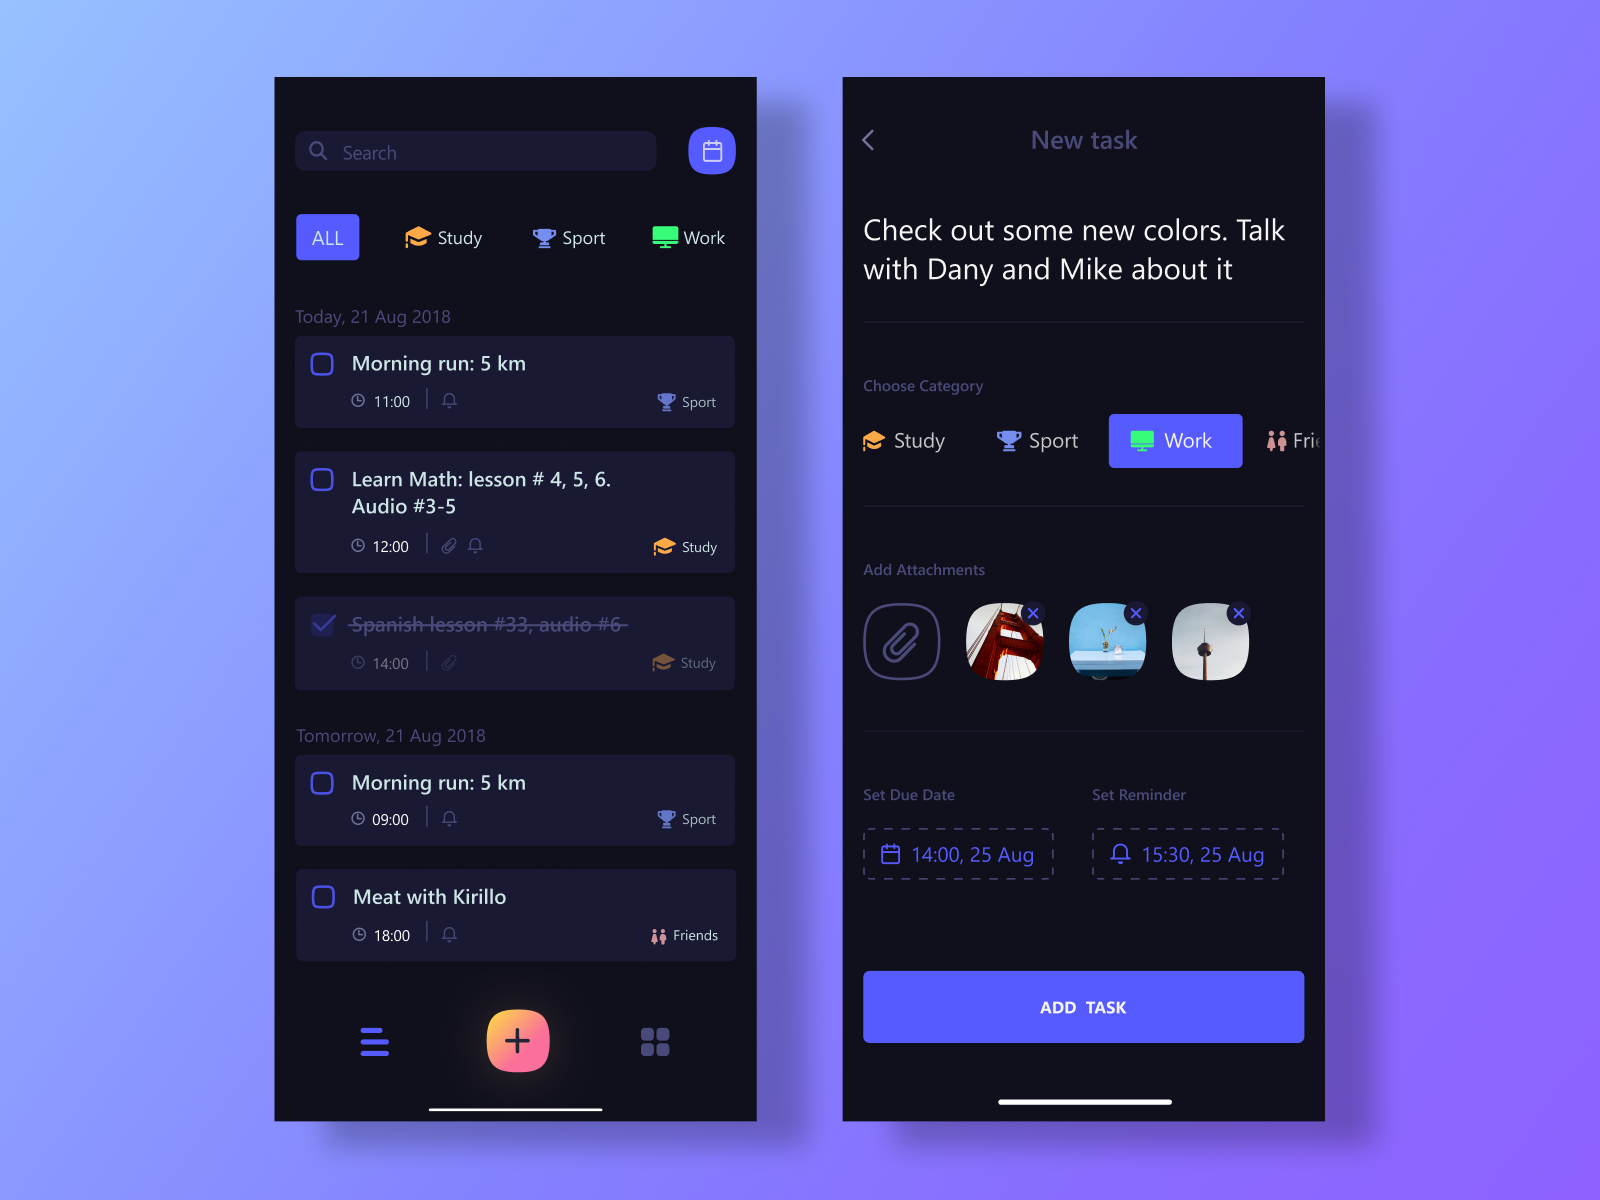 Search
ALL
Study
Sport
Work
Today, 21 Aug 2018
Morning run: 5 km
11:00
Sport
Learn Math: lesson # 4, 5, 6.
Audio #3-5
12:00
Study
Spanish lesson #33, audio #6
14:00
Study
Tomorrow, 21 Aug 2018
Morning run: 5 km
09:00
Sport
Meat with Kirillo
18:00
Friends
New task
Check out some new colors. Talk
with Dany and Mike about it
Choose Category
Study
Sport
Work
Fri
Add Attachments
Set Due Date
Set Reminder
14:00, 25 Aug
15:30, 25 Aug
ADD TASK